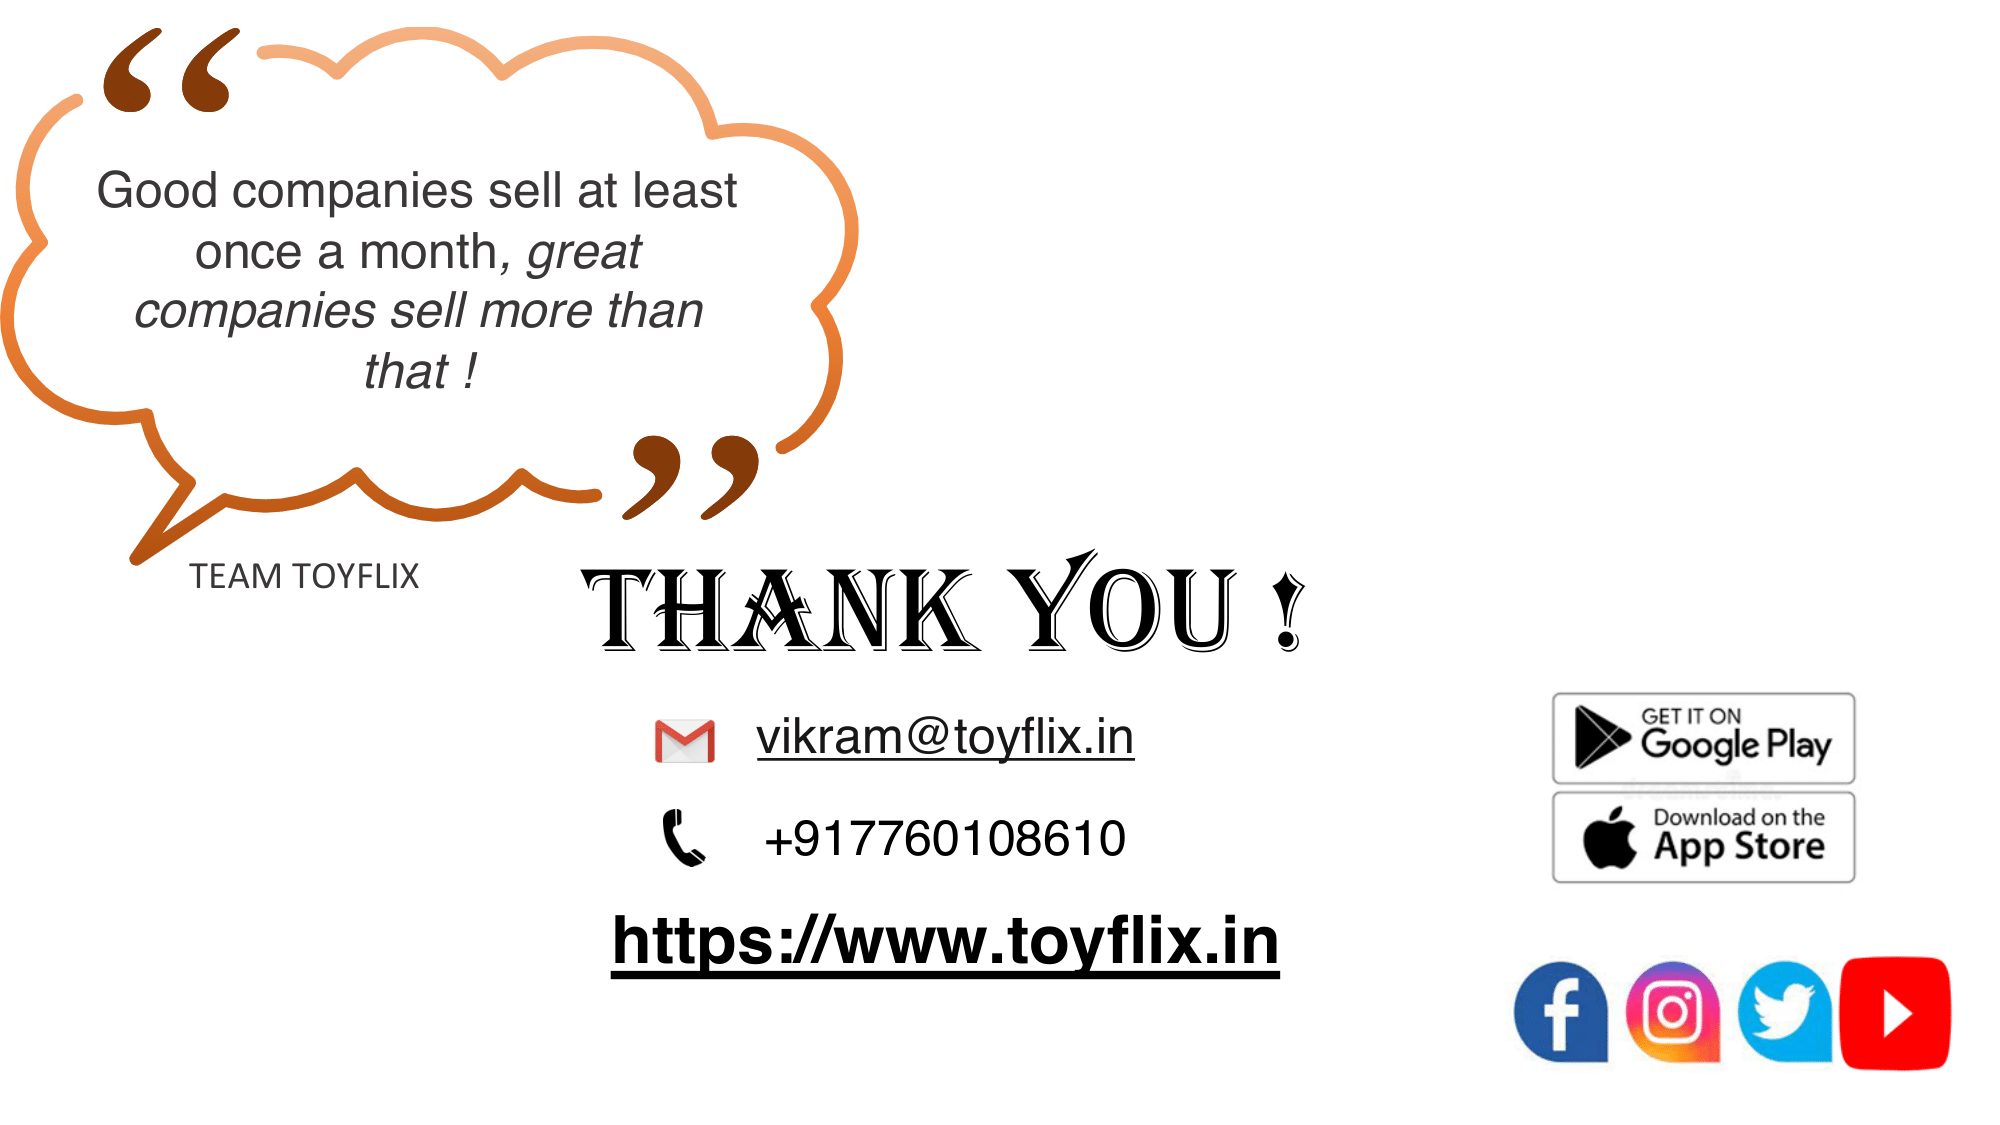 “
Good companies sell at least
once a month, great
companies sell more than
that !
”
TEAM TOYFLIX
THANK YOU !
vikram@toyflix.in
+917760108610
https://www.toyflix.in
GET IT ON
Google Play
Download on the
App Store